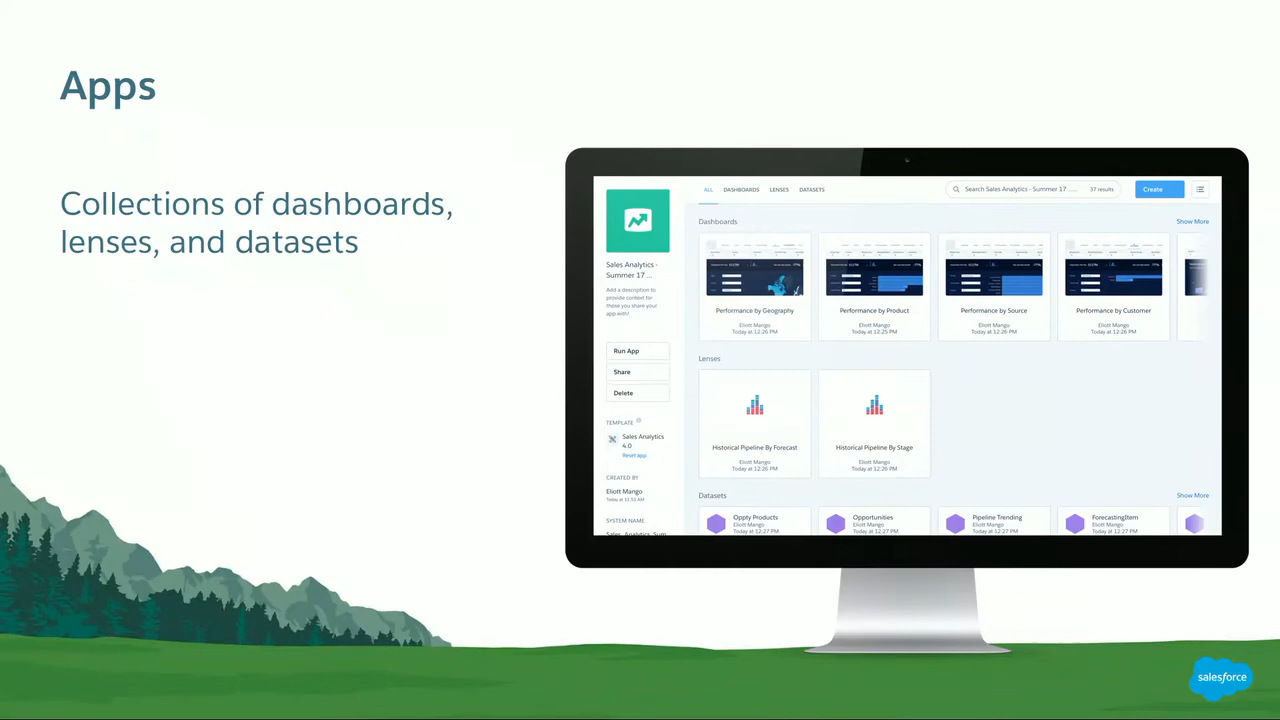 Apps
Collections of dashboards,
lenses, and datasets
Sales Analytics -
Summer 17 ...
Add a description to
provide context for
those you share your
app with!
Run App
Share
Delete
TEMPLATE
Sales Analytics
4.0
Reset app
CREATED BY
Eliott Mango
Today at 11:51 AM
SYSTEM NAME
ALL DASHBOARDS LENSES DATASETS
Search Sales Analytics - Summer 17 .... 37 results
Create
Dashboards Show More
Performance by Geography
Eliott Mango
Today at 12:26 PM
Performance by Product
Eliott Mango
Today at 12:25 PM
Performance by Source
Eliott Mango
Today at 12:26 PM
Performance by Customer
Eliott Mango
Today at 12:26 PM
Lenses
Historical Pipeline By Forecast
Eliott Mango
Today at 12:26 PM
Historical Pipeline By Stage
Eliott Mango
Today at 12:26 PM
Datasets Show More
Oppty Products
Eliott Mango
Today at 12:27 PM
Opportunities
Eliott Mango
Today at 12:27 PM
Pipeline Trending
Eliott Mango
Today at 12:27 PM
ForecastingItem
Eliott Mango
Today at 12:27 PM
salesforce